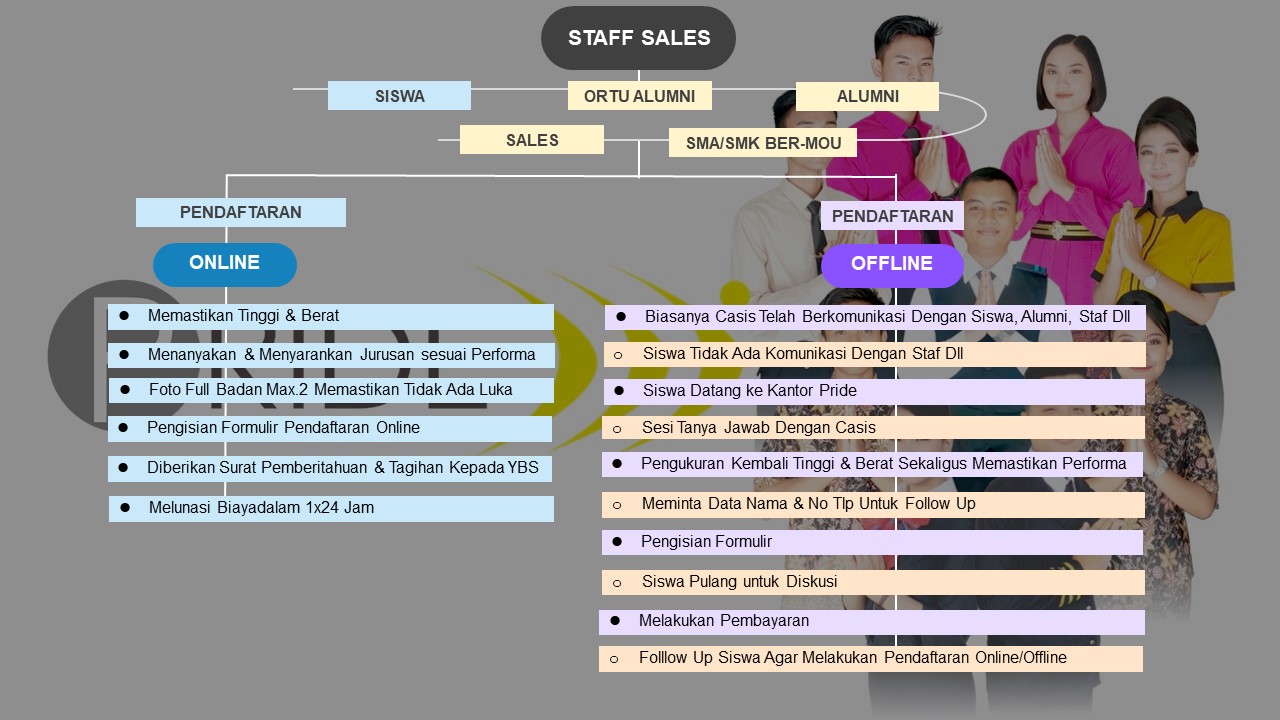 STAFF SALES
SISWA
ORTU ALUMNI
ALUMNI
SALES
SMA/SMK BER-MOU
PENDAFTARAN
PENDAFTARAN
ONLINE
OFFLINE
PRIDE
● Memastikan Tinggi & Berat
● Menanyakan & Menyarankan Jurusan sesuai Performa
● Foto Full Badan Max.2 Memastikan Tidak Ada Luka
● Pengisian Formulir Pendaftaran Online
● Diberikan Surat Pemberitahuan & Tagihan Kepada YBS
● Melunasi Biayadalam 1x24 Jam
● Biasanya Casis Telah Berkomunikasi Dengan Siswa, Alumni, Staf Dll
○ Siswa Tidak Ada Komunikasi Dengan Staf Dll
● Siswa Datang ke Kantor Pride
○ Sesi Tanya Jawab Dengan Casis
● Pengukuran Kembali Tinggi & Berat Sekaligus Memastikan Performa
○ Meminta Data Nama & No Tlp Untuk Follow Up
● Pengisian Formulir
○ Siswa Pulang untuk Diskusi
● Melakukan Pembayaran
○ Folllow Up Siswa Agar Melakukan Pendaftaran Online/Offline